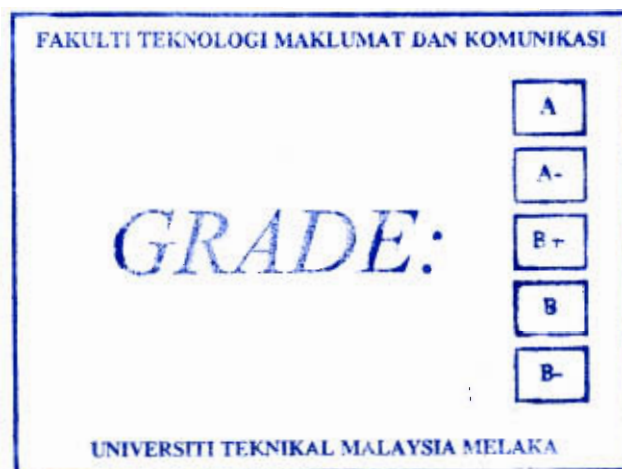 FAKULTI TEKNOLOGI MAKLUMAT DAN KOMUNIKASI
A
A-
GRADE:
B+
B
B-
UNIVERSITI TEKNIKAL MALAYSIA MELAKA